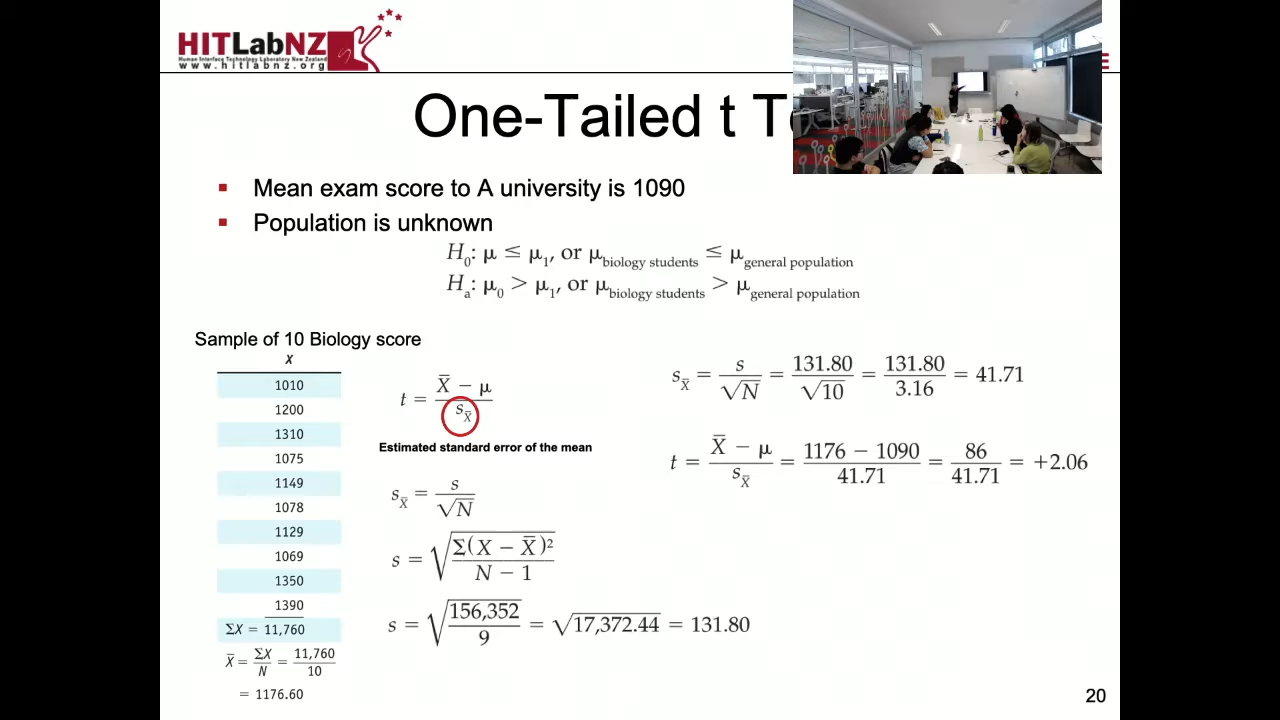 HITLabNZ
Human Interface Technology Laboratory New Zealand
www.hitlabnz.org
One-Tailed t T
▪ Mean exam score to A university is 1090
▪ Population is unknown
H₀: μ ≤ μ₁, or μ biology students ≤ μ general population
Hₐ: μ₀ > μ₁, or μ biology students > μ general population
Sample of 10 Biology score
X
1010
1200
1310
1075
1149
1078
1129
1069
1350
1390
ΣX = 11,760
X̄ = ΣX / N = 11,760 / 10
= 1176.60
t = (X̄ − μ) / s_X̄
Estimated standard error of the mean
s_X̄ = s / √N
s = √(Σ(X − X̄)² / (N − 1))
s = √(156,352 / 9) = √17,372.44 = 131.80
s_X̄ = s / √N = 131.80 / √10 = 131.80 / 3.16 = 41.71
t = (X̄ − μ) / s_X̄ = (1176 − 1090) / 41.71 = 86 / 41.71 = +2.06
20